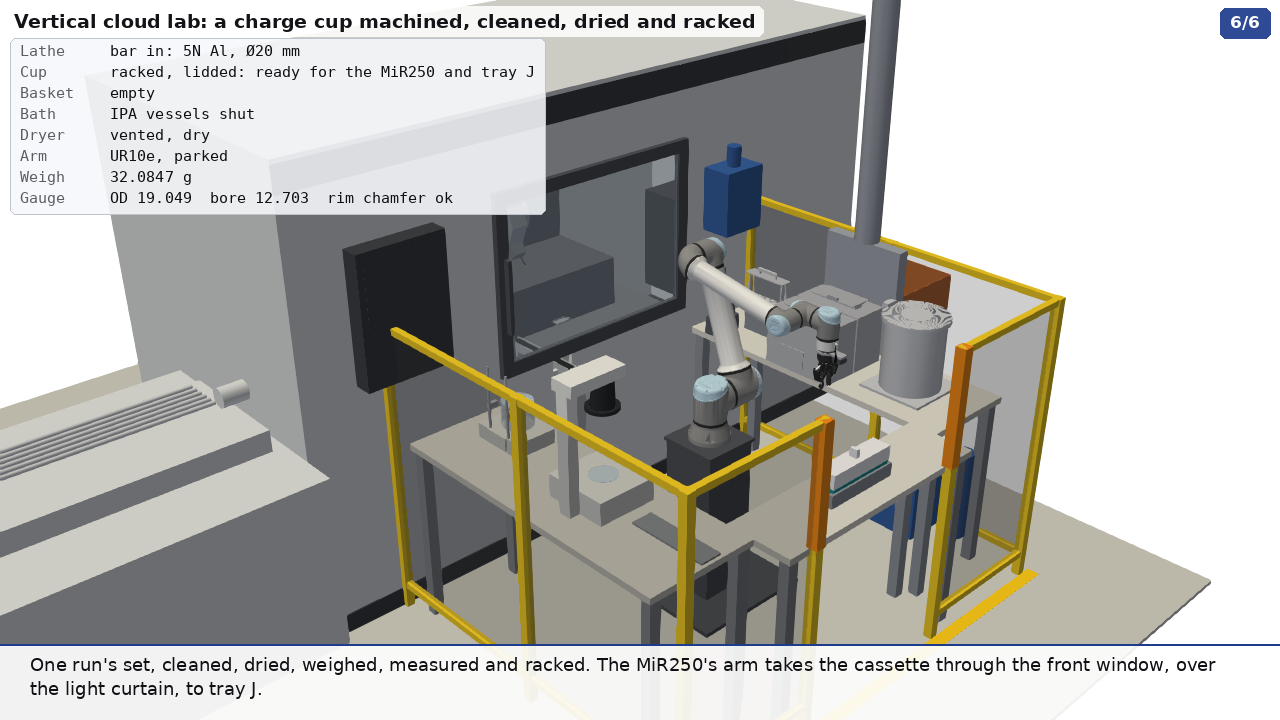 Vertical cloud lab: a charge cup machined, cleaned, dried and racked
6/6
Lathe bar in: 5N Al, Ø20 mm
Cup racked, lidded: ready for the MiR250 and tray J
Basket empty
Bath IPA vessels shut
Dryer vented, dry
Arm UR10e, parked
Weigh 32.0847 g
Gauge OD 19.049 bore 12.703 rim chamfer ok
One run's set, cleaned, dried, weighed, measured and racked. The MiR250's arm takes the cassette through the front window, over
the light curtain, to tray J.